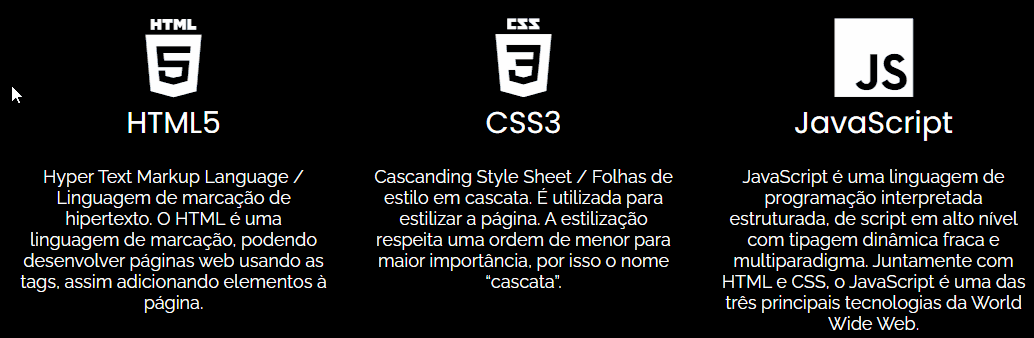 HTML
5
HTML5
Hyper Text Markup Language /
Linguagem de marcação de
hipertexto. O HTML é uma
linguagem de marcação, podendo
desenvolver páginas web usando as
tags, assim adicionando elementos à
página.
CSS
3
CSS3
Cascanding Style Sheet / Folhas de
estilo em cascata. É utilizada para
estilizar a página. A estilização
respeita uma ordem de menor para
maior importância, por isso o nome
“cascata”.
JS
JavaScript
JavaScript é uma linguagem de
programação interpretada
estruturada, de script em alto nível
com tipagem dinâmica fraca e
multiparadigma. Juntamente com
HTML e CSS, o JavaScript é uma das
três principais tecnologias da World
Wide Web.